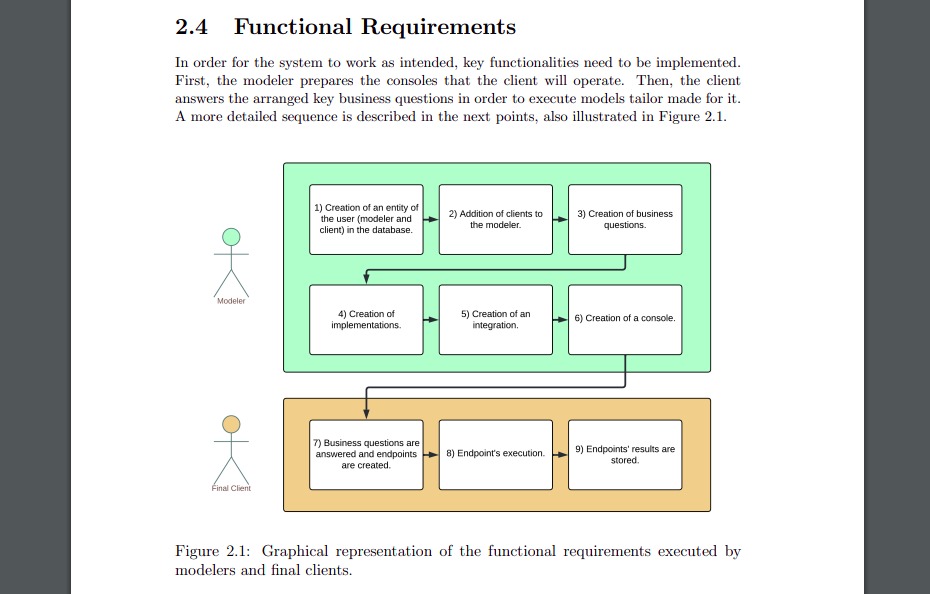 2.4 Functional Requirements
In order for the system to work as intended, key functionalities need to be implemented.
First, the modeler prepares the consoles that the client will operate. Then, the client
answers the arranged key business questions in order to execute models tailor made for it.
A more detailed sequence is described in the next points, also illustrated in Figure 2.1.
1) Creation of an entity of
the user (modeler and
client) in the database.
2) Addition of clients to
the modeler.
3) Creation of business
questions.
Modeler
4) Creation of
implementations.
5) Creation of an
integration.
6) Creation of a console.
7) Business questions are
answered and endpoints
are created.
8) Endpoint's execution.
9) Endpoints' results are
stored.
Final Client
Figure 2.1: Graphical representation of the functional requirements executed by
modelers and final clients.